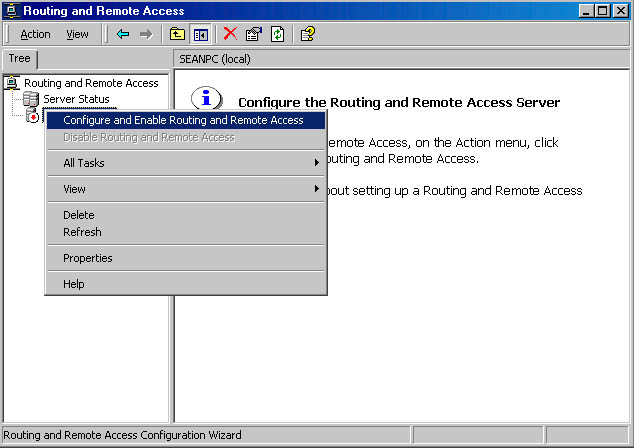 Routing and Remote Access
Action View
Tree
SEANPC (local)
Routing and Remote Access
Server Status
Configure the Routing and Remote Access Server
Configure and Enable Routing and Remote Access
Disable Routing and Remote Access
All Tasks
View
Delete
Refresh
Properties
Help
emote Access, on the Action menu, click
outing and Remote Access.
bout setting up a Routing and Remote Access
Routing and Remote Access Configuration Wizard